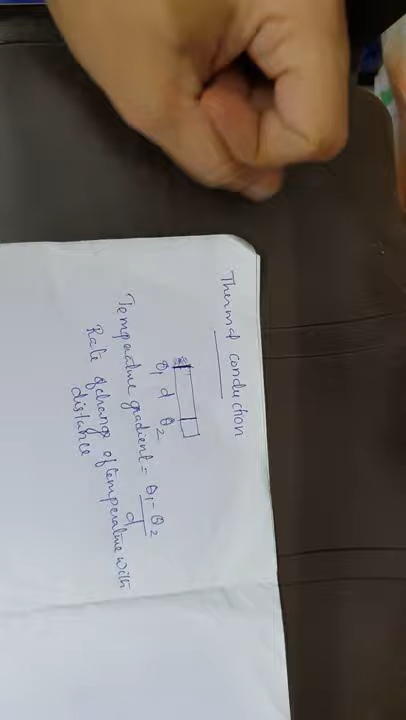 Thermal conduction
θ₁ d θ₂
Temperature gradient = θ₁ - θ₂ / d
Rate of change of temperature with
distance